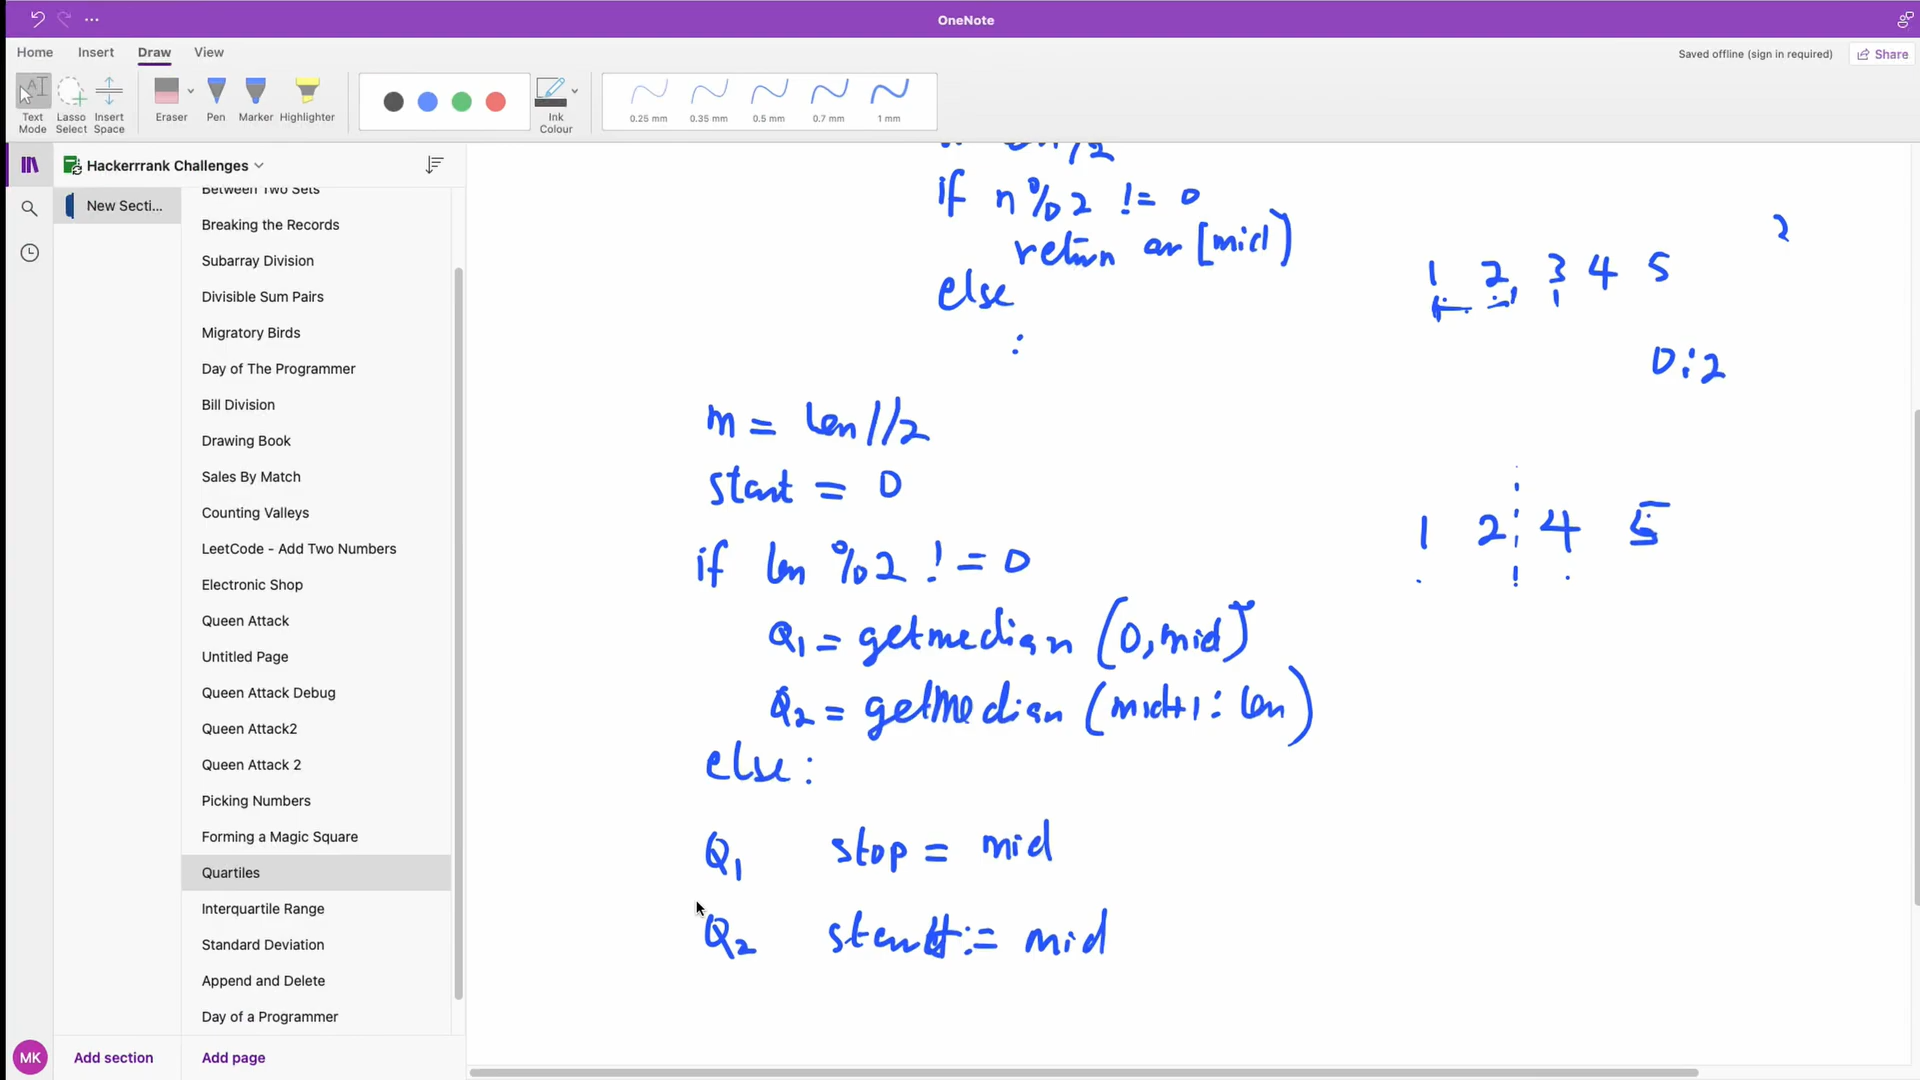 OneNote
Home Insert Draw View
Saved offline (sign in required) Share
Text Mode
Lasso Select
Insert Space
Eraser
Pen
Marker
Highlighter
Ink Colour
0.25 mm 0.35 mm 0.5 mm 0.7 mm 1 mm
Hackerrrank Challenges
New Secti...
Between Two Sets
Breaking the Records
Subarray Division
Divisible Sum Pairs
Migratory Birds
Day of The Programmer
Bill Division
Drawing Book
Sales By Match
Counting Valleys
LeetCode - Add Two Numbers
Electronic Shop
Queen Attack
Untitled Page
Queen Attack Debug
Queen Attack2
Queen Attack 2
Picking Numbers
Forming a Magic Square
Quartiles
Interquartile Range
Standard Deviation
Append and Delete
Day of a Programmer
MK
Add section
Add page
if n%2 != 0
return arr [mid]
else
:
m = len//2
start = 0
if len %2 != 0
Q1 = getmedian (0, mid)
Q2 = getMedian (mid+1: len)
else:
Q1 stop = mid
Q2 start = mid
2
1 2 3 4 5
0:2
1 2 4 5